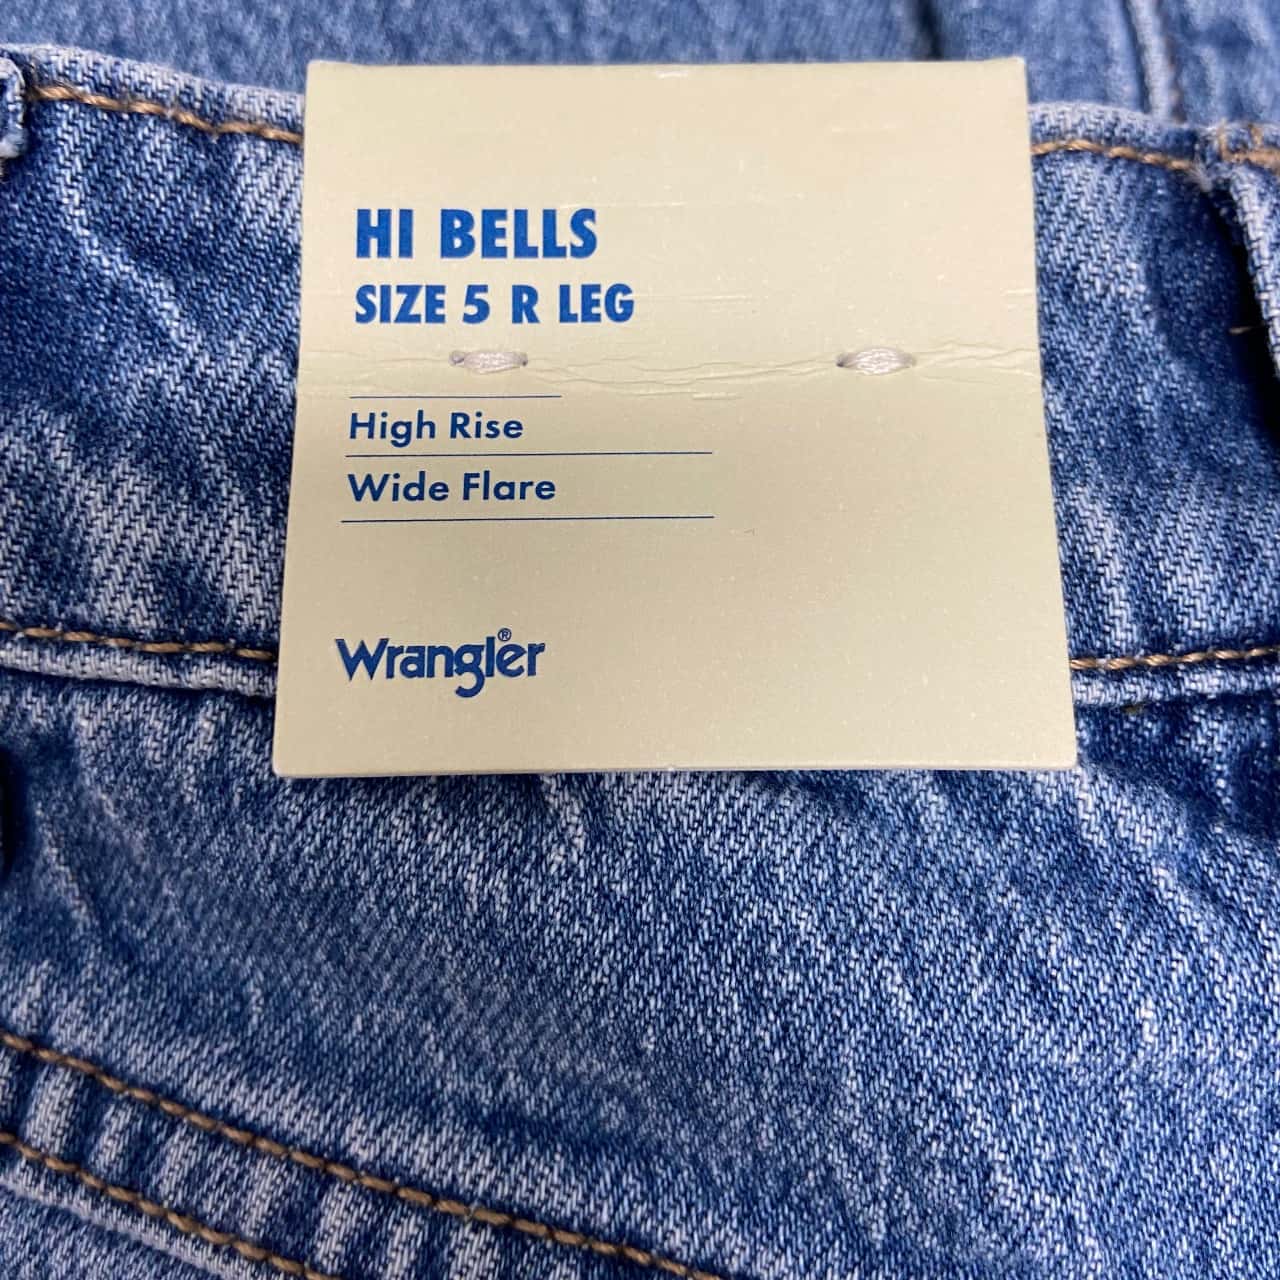 HI BELLS
SIZE 5 R LEG
High Rise
Wide Flare
Wrangler®